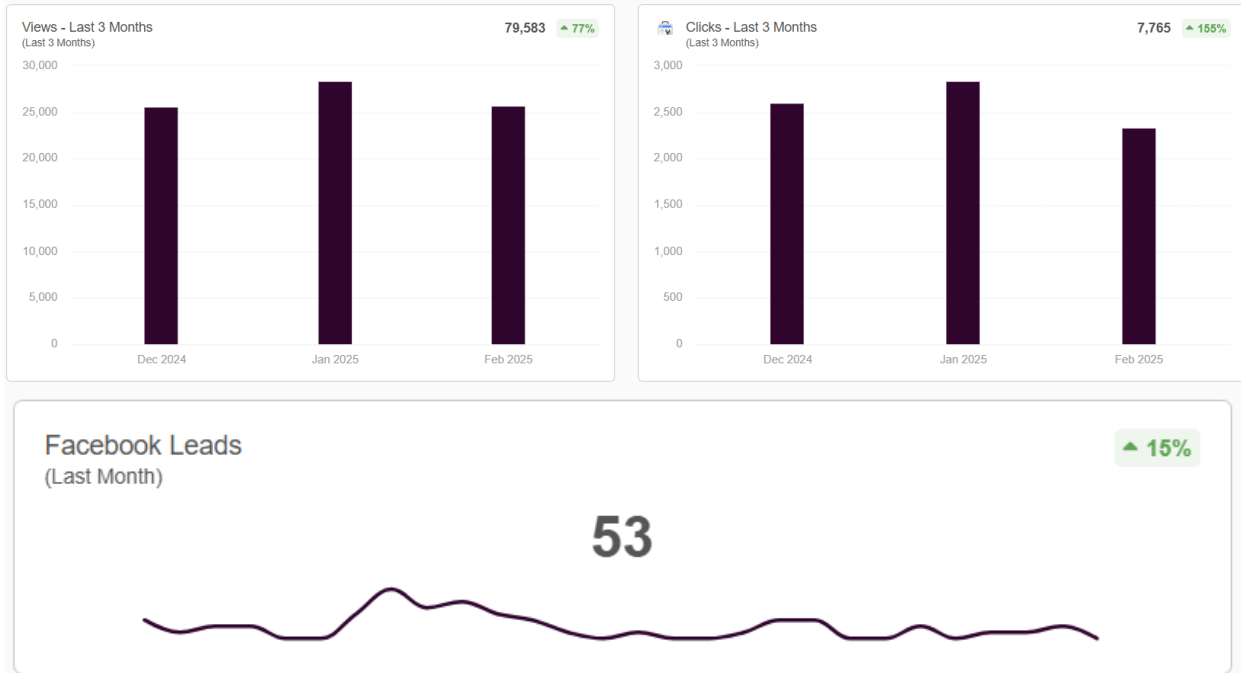 Views - Last 3 Months
79,583
77%
(Last 3 Months)
30,000
25,000
20,000
15,000
10,000
5,000
0
Dec 2024
Jan 2025
Feb 2025
Clicks - Last 3 Months
7,765
155%
(Last 3 Months)
3,000
2,500
2,000
1,500
1,000
500
0
Dec 2024
Jan 2025
Feb 2025
Facebook Leads
15%
(Last Month)
53